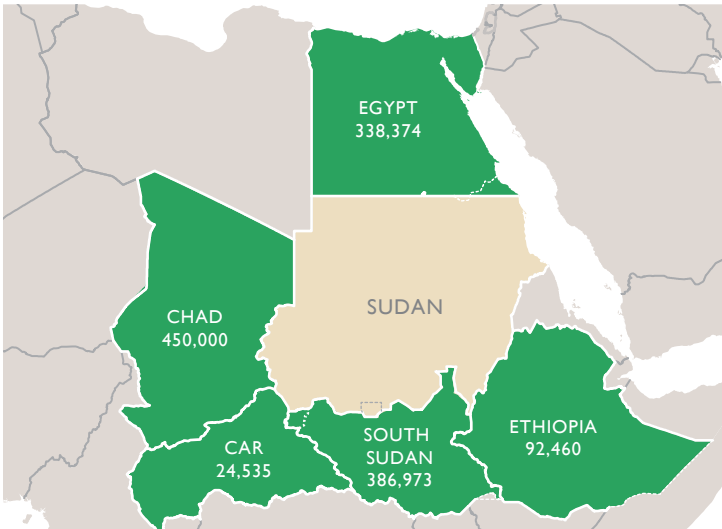 EGYPT
338,374
SUDAN
CHAD
450,000
SOUTH
SUDAN
386,973
ETHIOPIA
92,460
CAR
24,535